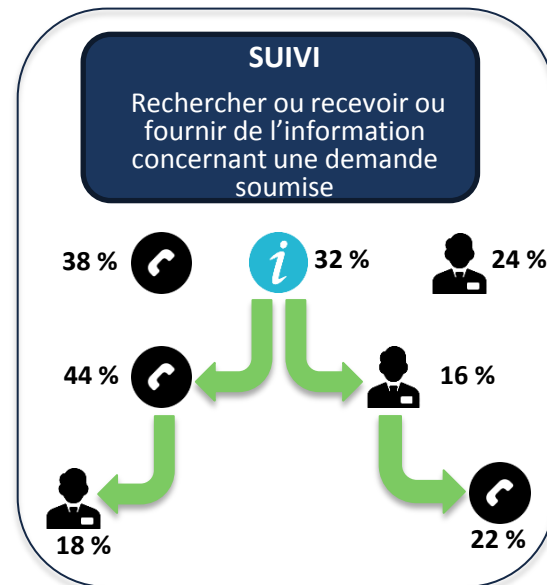 SUIVI
Rechercher ou recevoir ou
fournir de l’information
concernant une demande
soumise
38 %
i
32 %
24 %
44 %
16 %
18 %
22 %